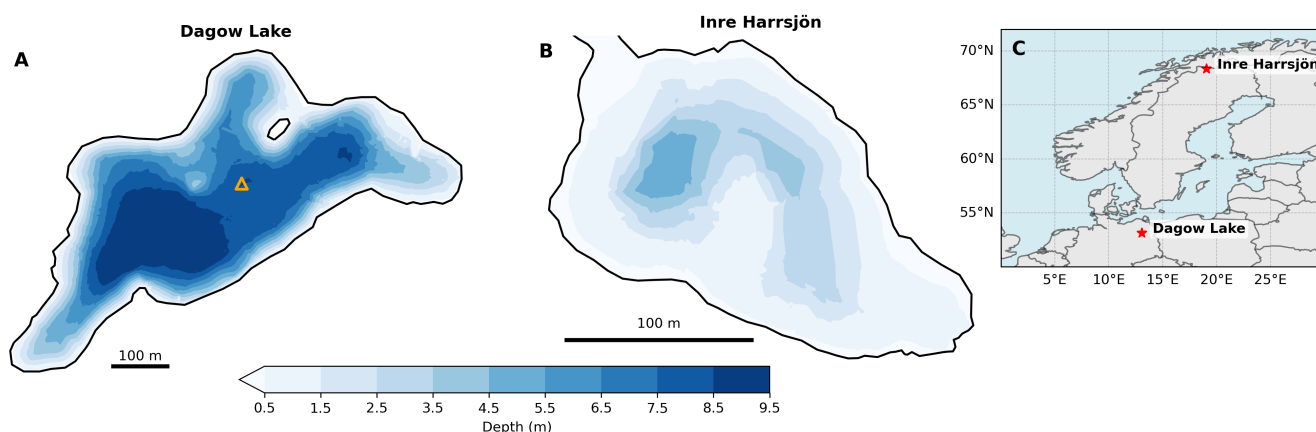 Dagow Lake
A
100 m
Inre Harrsjön
B
100 m
0.5 1.5 2.5 3.5 4.5 5.5 6.5 7.5 8.5 9.5
Depth (m)
C
70°N
65°N
60°N
55°N
Inre Harrsjön
Dagow Lake
5°E 10°E 15°E 20°E 25°E